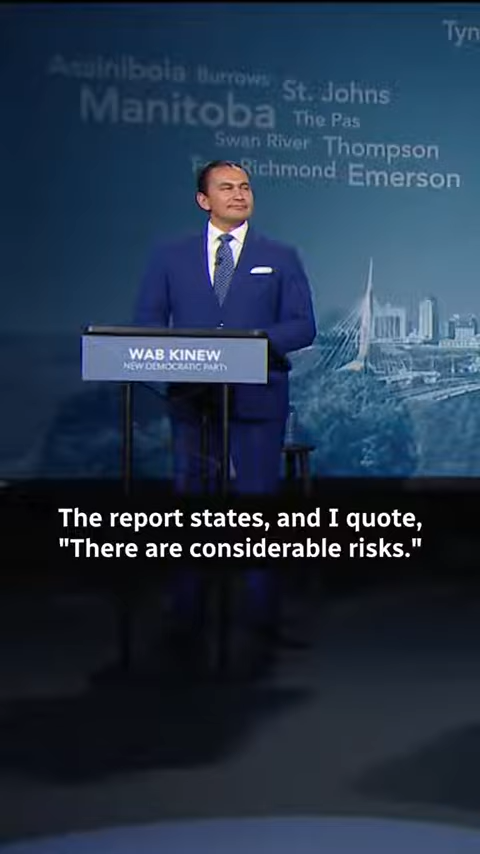 Tyn
Assiniboia Burrows St. Johns
Manitoba The Pas
Swan River Thompson
Richmond Emerson
WAB KINEW
NEW DEMOCRATIC PARTY
The report states, and I quote,
"There are considerable risks."